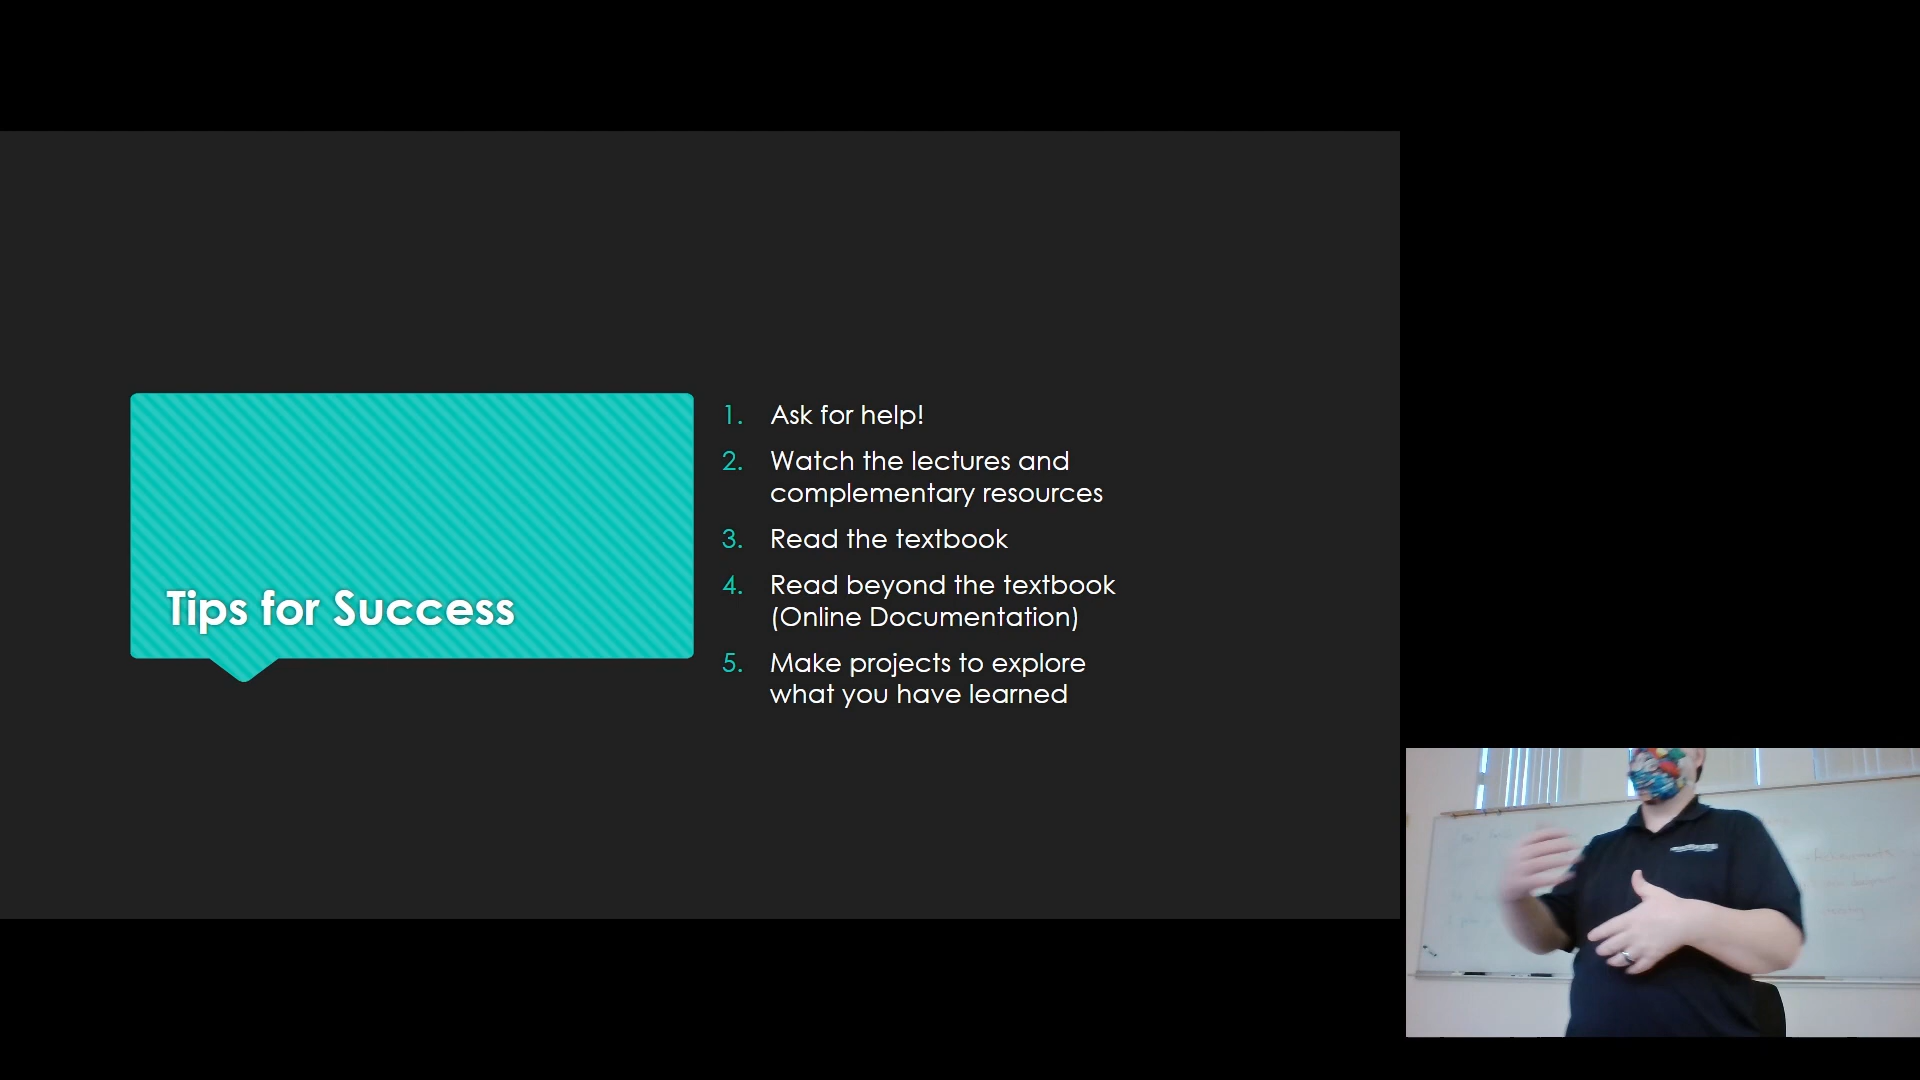 Tips for Success
1. Ask for help!
2. Watch the lectures and
complementary resources
3. Read the textbook
4. Read beyond the textbook
(Online Documentation)
5. Make projects to explore
what you have learned